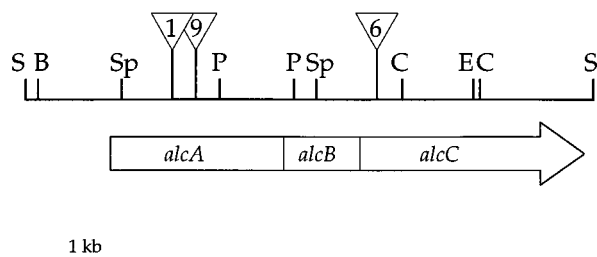 1 9 6
S B Sp P P Sp C E C S
alcA alcB alcC
1 kb